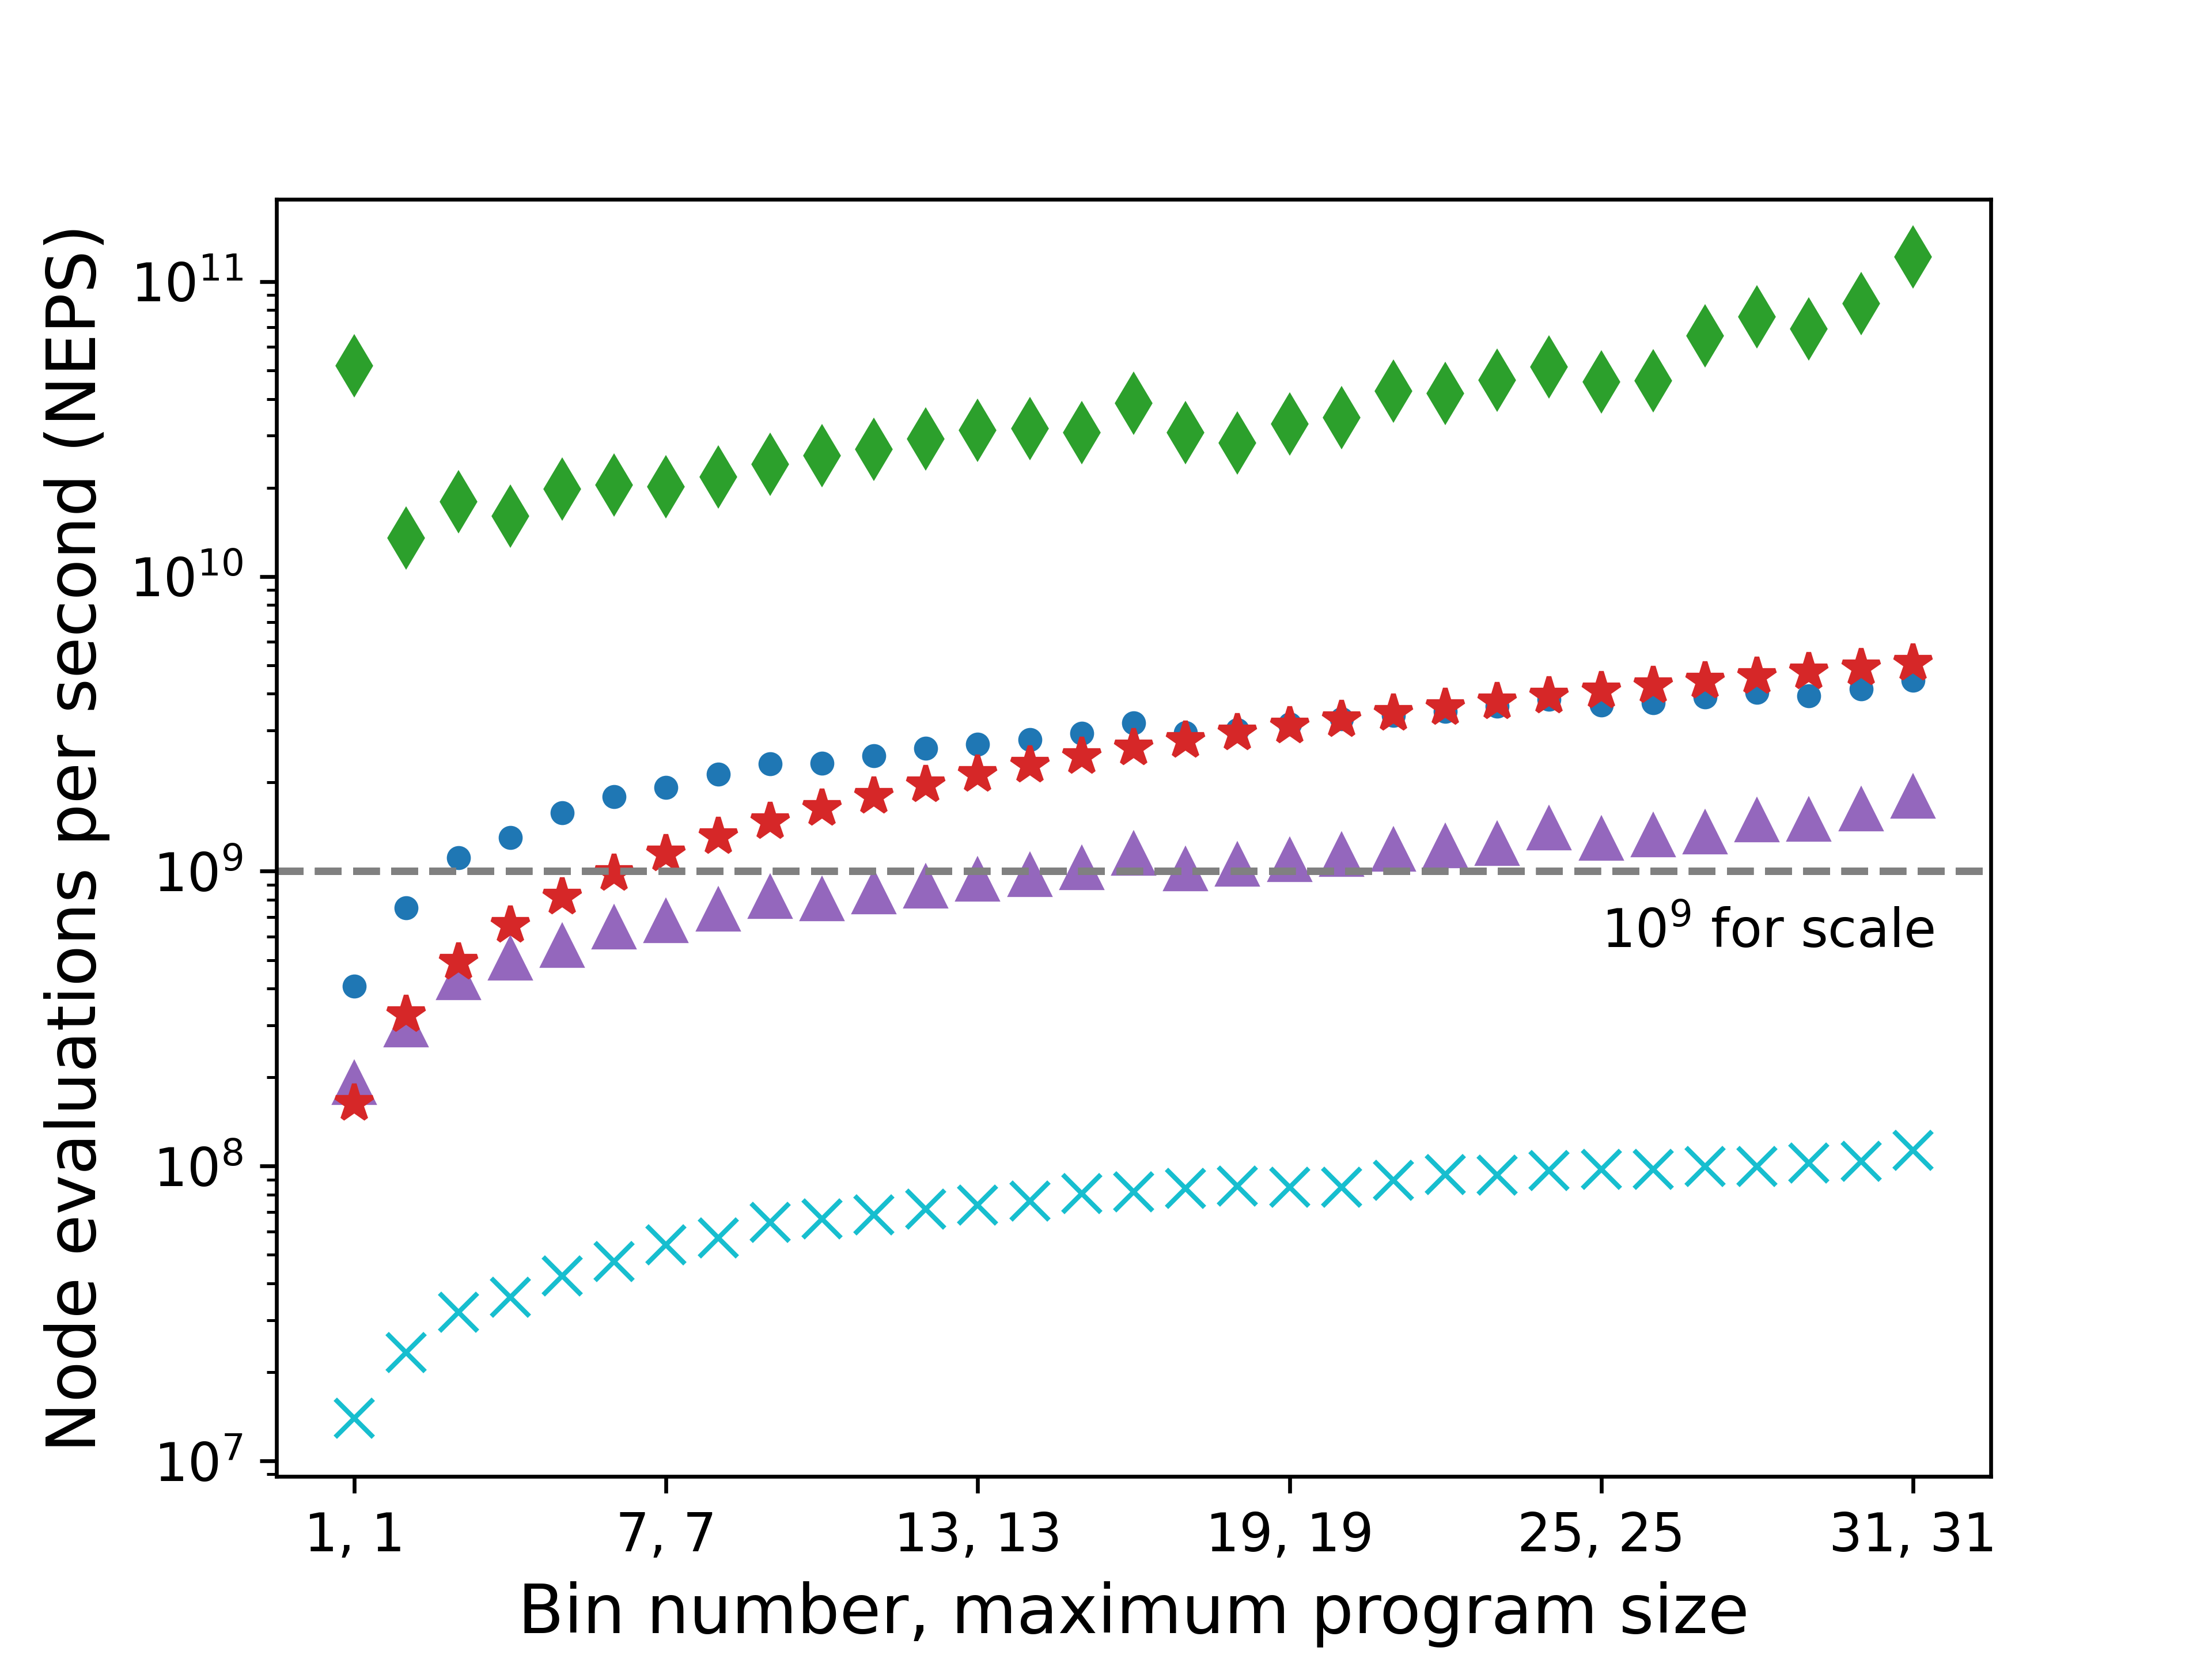 Node evaluations per second (NEPS)
10¹¹
10¹⁰
10⁹
10⁸
10⁷
10⁹ for scale
1, 1 7, 7 13, 13 19, 19 25, 25 31, 31
Bin number, maximum program size